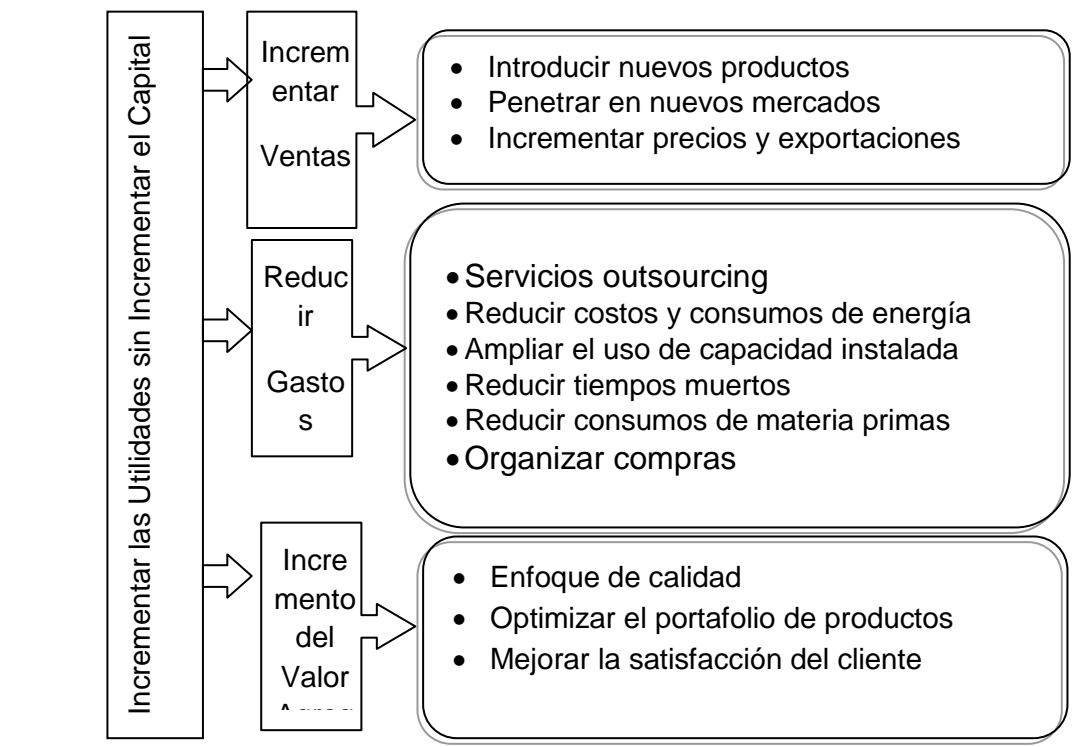 Incrementar las Utilidades sin Incrementar el Capital
Increm
entar
Ventas
• Introducir nuevos productos
• Penetrar en nuevos mercados
• Incrementar precios y exportaciones
Reduc
ir
Gasto
s
• Servicios outsourcing
• Reducir costos y consumos de energía
• Ampliar el uso de capacidad instalada
• Reducir tiempos muertos
• Reducir consumos de materia primas
• Organizar compras
Incre
mento
del
Valor
• Enfoque de calidad
• Optimizar el portafolio de productos
• Mejorar la satisfacción del cliente